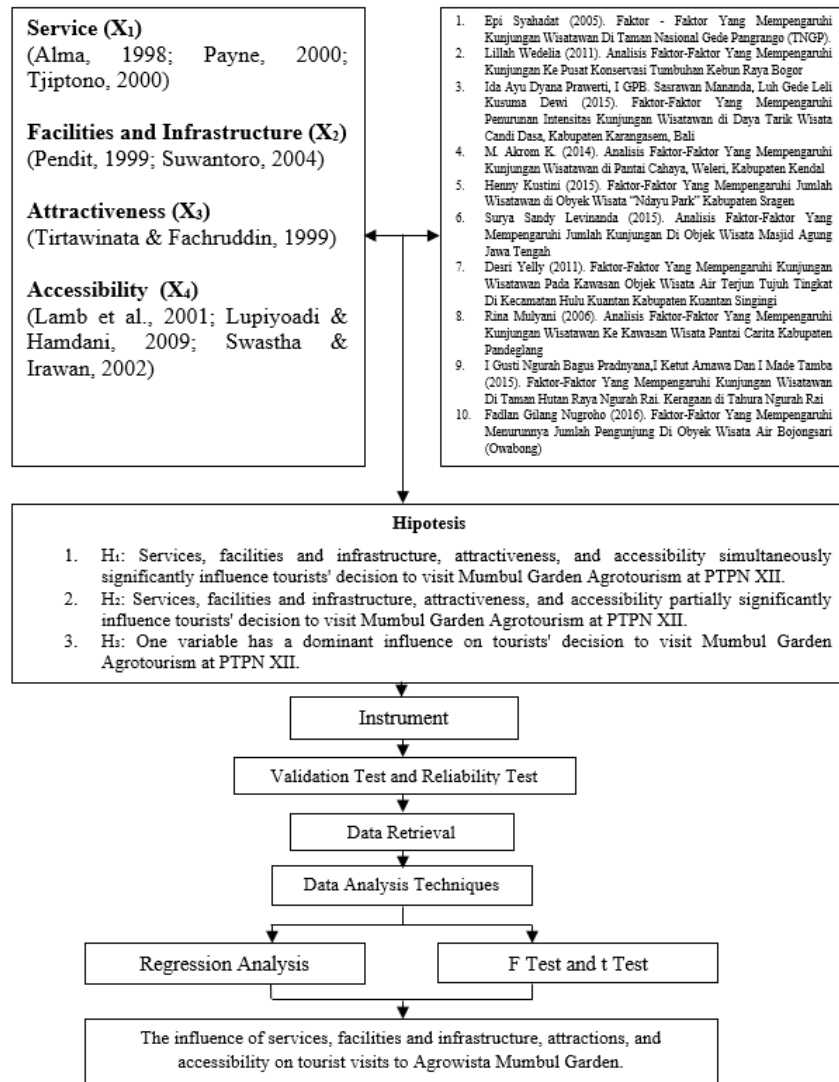 Service (X₁)
(Alma, 1998; Payne, 2000;
Tjiptono, 2000)
Facilities and Infrastructure (X₂)
(Pendit, 1999; Suwantoro, 2004)
Attractiveness (X₃)
(Tirtawinata & Fachruddin, 1999)
Accessibility (X₄)
(Lamb et al., 2001; Lupiyoadi &
Hamdani, 2009; Swastha &
Irawan, 2002)
1. Epi Syahadat (2005). Faktor - Faktor Yang Mempengaruhi
Kunjungan Wisatawan Di Taman Nasional Gede Pangrango (TNGP).
2. Lillah Wedelia (2011). Analisis Faktor-Faktor Yang Mempengaruhi
Kunjungan Ke Pusat Konservasi Tumbuhan Kebun Raya Bogor
3. Ida Ayu Dyana Prawerti, I GPB. Sasrawan Mananda, Luh Gede Leli
Kusuma Dewi (2015). Faktor-Faktor Yang Mempengaruhi
Penurunan Intensitas Kunjungan Wisatawan di Daya Tarik Wisata
Candi Dasa, Kabupaten Karangasem, Bali
4. M. Akrom K. (2014). Analisis Faktor-Faktor Yang Mempengaruhi
Kunjungan Wisatawan di Pantai Cahaya, Weleri, Kabupaten Kendal
5. Henny Kustini (2015). Faktor-Faktor Yang Mempengaruhi Jumlah
Wisatawan di Obyek Wisata “Ndayu Park” Kabupaten Sragen
6. Surya Sandy Levinanda (2015). Analisis Faktor-Faktor Yang
Mempengaruhi Jumlah Kunjungan Di Objek Wisata Masjid Agung
Jawa Tengah
7. Desri Yelly (2011). Faktor-Faktor Yang Mempengaruhi Kunjungan
Wisatawan Pada Kawasan Objek Wisata Air Terjun Tujuh Tingkat
Di Kecamatan Hulu Kuantan Kabupaten Kuantan Singingi
8. Rina Mulyani (2006). Analisis Faktor-Faktor Yang Mempengaruhi
Kunjungan Wisatawan Ke Kawasan Wisata Pantai Carita Kabupaten
Pandeglang
9. I Gusti Ngurah Bagus Pradnyana,I Ketut Arnawa Dan I Made Tamba
(2015). Faktor-Faktor Yang Mempengaruhi Kunjungan Wisatawan
Di Taman Hutan Raya Ngurah Rai. Keragaan di Tahura Ngurah Rai
10. Fadlan Gilang Nugroho (2016). Faktor-Faktor Yang Mempengaruhi
Menurunnya Jumlah Pengunjung Di Obyek Wisata Air Bojongsari
(Owabong)
Hipotesis
1. H₁: Services, facilities and infrastructure, attractiveness, and accessibility simultaneously
significantly influence tourists' decision to visit Mumbul Garden Agrotourism at PTPN XII.
2. H₂: Services, facilities and infrastructure, attractiveness, and accessibility partially significantly
influence tourists' decision to visit Mumbul Garden Agrotourism at PTPN XII.
3. H₃: One variable has a dominant influence on tourists' decision to visit Mumbul Garden
Agrotourism at PTPN XII.
Instrument
Validation Test and Reliability Test
Data Retrieval
Data Analysis Techniques
Regression Analysis
F Test and t Test
The influence of services, facilities and infrastructure, attractions, and
accessibility on tourist visits to Agrowista Mumbul Garden.